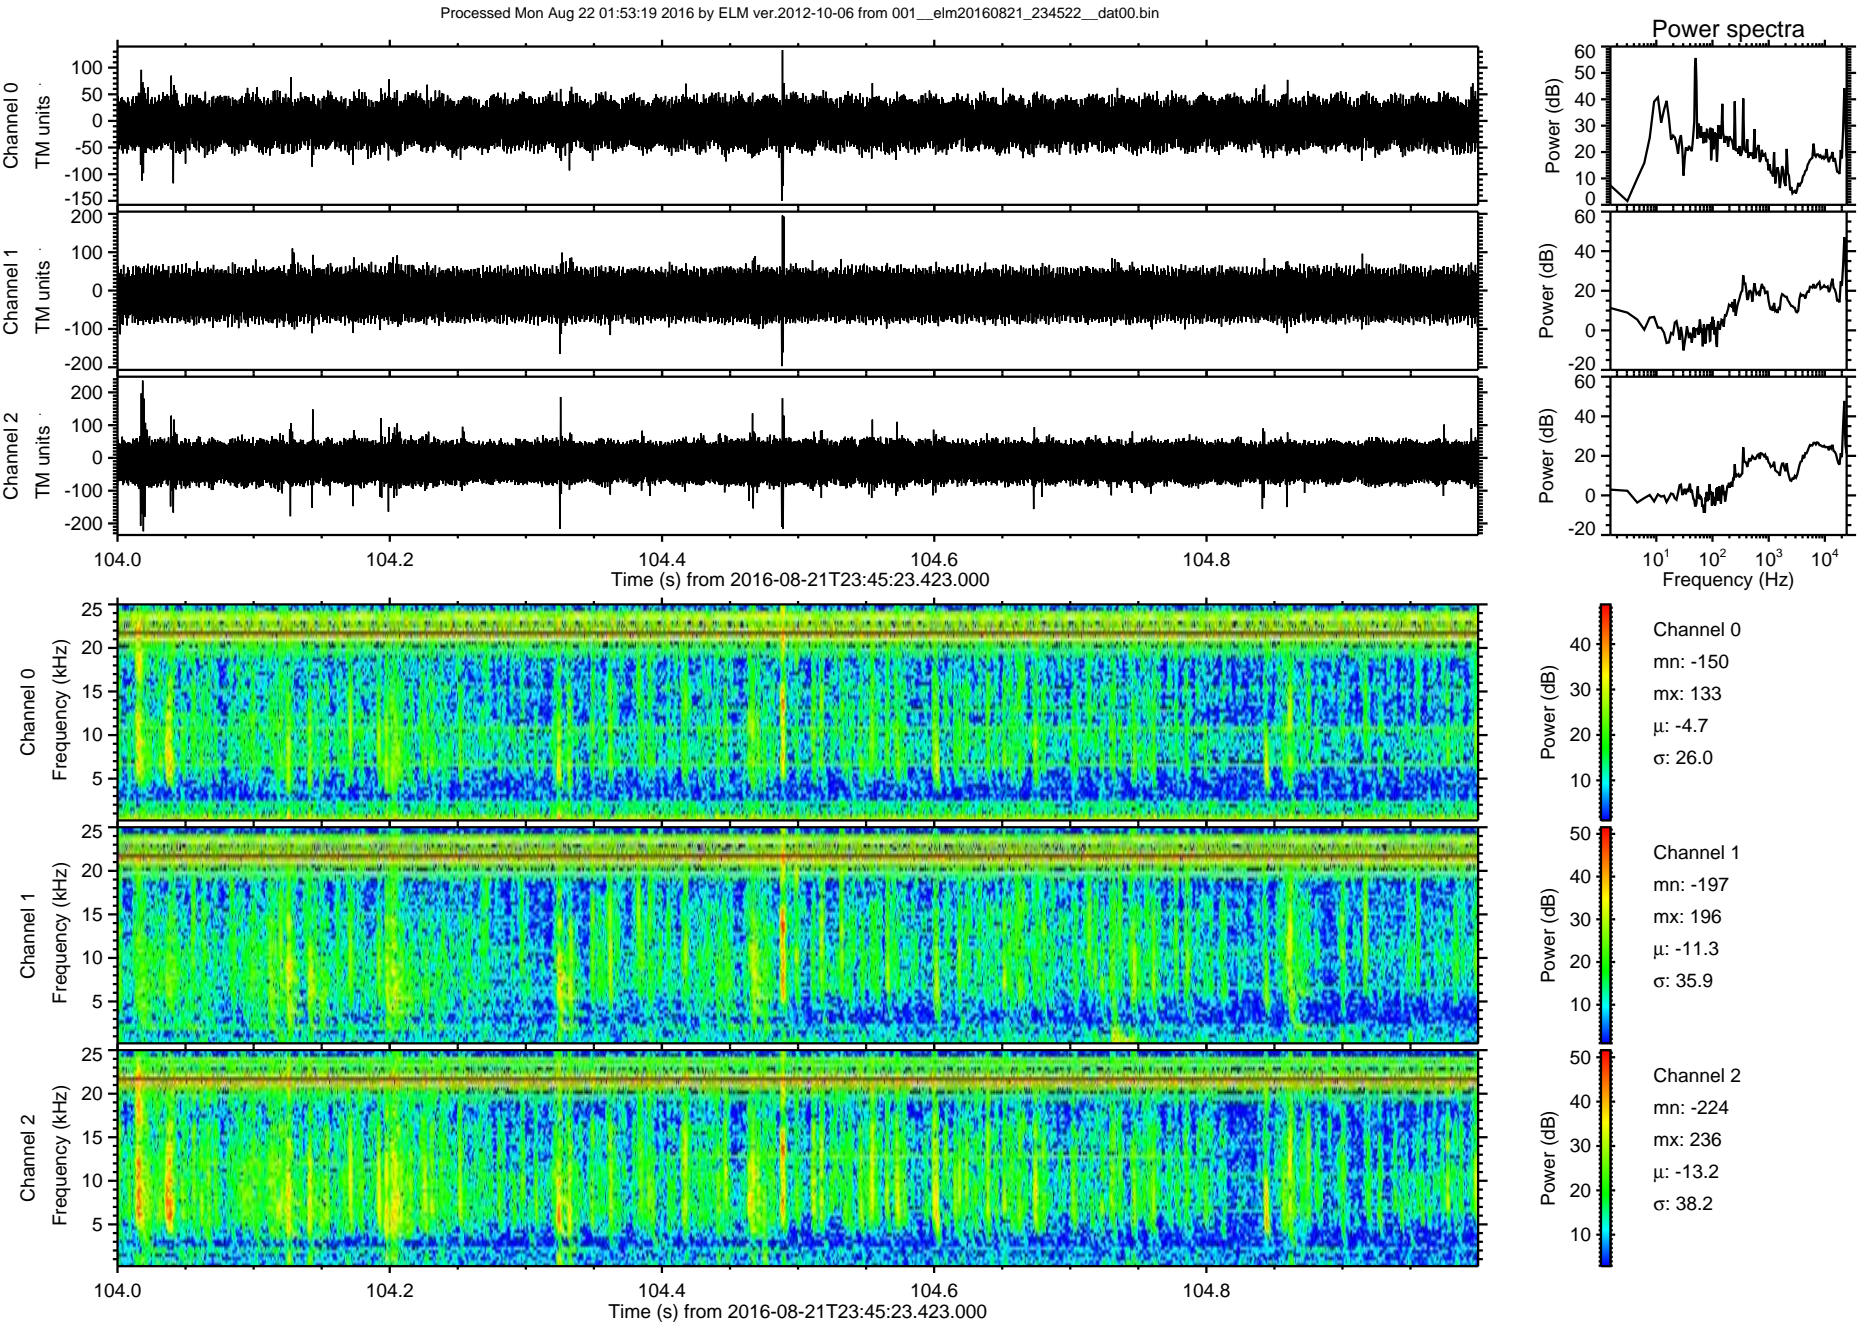 Processed Mon Aug 22 01:53:19 2016 by ELM ver.2012-10-06 from 001__elm20160821_234522__dat00.bin
Power spectra
Channel 0
TM units
100
50
0
-50
-100
-150
Power (dB)
60
50
40
30
20
10
0
Channel 1
TM units
200
100
0
-100
-200
Power (dB)
60
40
20
0
-20
Channel 2
TM units
200
100
0
-100
-200
Power (dB)
60
40
20
0
-20
104.0 104.2 104.4 104.6 104.8
Time (s) from 2016-08-21T23:45:23.423.000
10¹ 10² 10³ 10⁴
Frequency (Hz)
Channel 0
Frequency (kHz)
25
20
15
10
5
Power (dB)
40
30
20
10
Channel 0
mn: -150
mx: 133
μ: -4.7
σ: 26.0
Channel 1
Frequency (kHz)
25
20
15
10
5
Power (dB)
50
40
30
20
10
Channel 1
mn: -197
mx: 196
μ: -11.3
σ: 35.9
Channel 2
Frequency (kHz)
25
20
15
10
5
Power (dB)
50
40
30
20
10
Channel 2
mn: -224
mx: 236
μ: -13.2
σ: 38.2
104.0 104.2 104.4 104.6 104.8
Time (s) from 2016-08-21T23:45:23.423.000